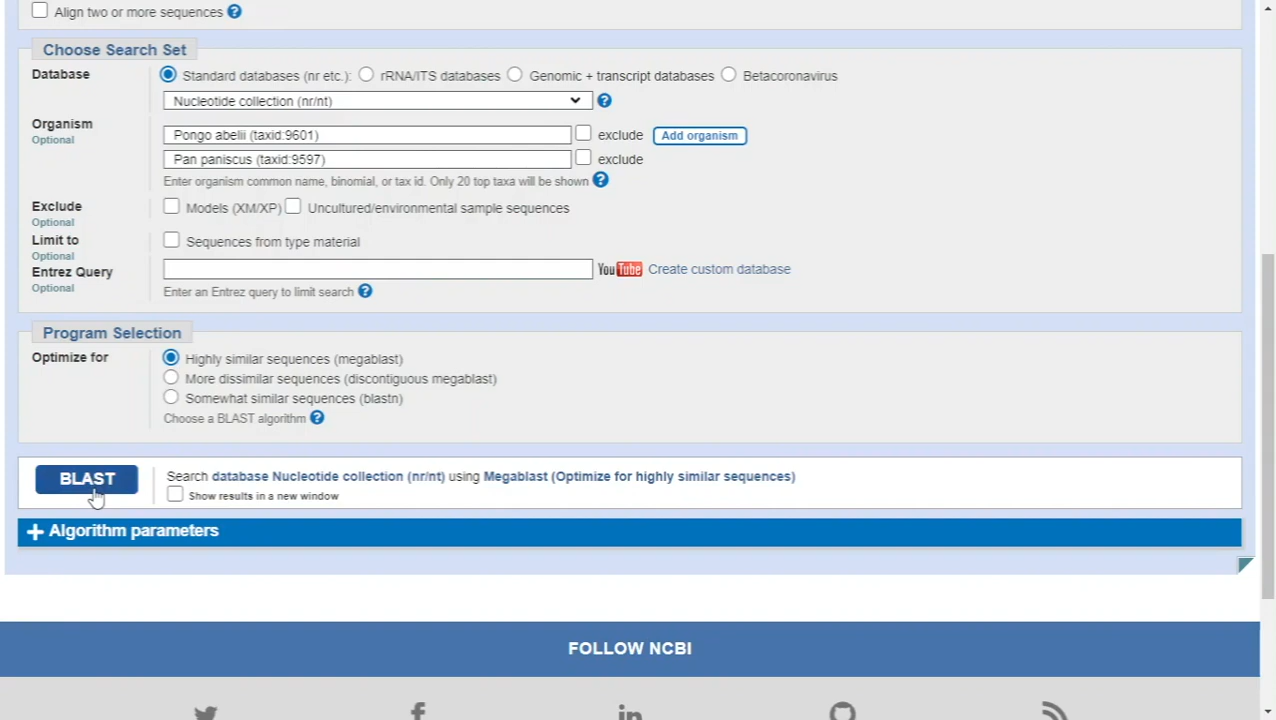 Align two or more sequences ?
Choose Search Set
Database
Standard databases (nr etc.): rRNA/ITS databases Genomic + transcript databases Betacoronavirus
Nucleotide collection (nr/nt) ?
Organism
Optional
Pongo abelii (taxid:9601) exclude Add organism
Pan paniscus (taxid:9597) exclude
Enter organism common name, binomial, or tax id. Only 20 top taxa will be shown ?
Exclude
Optional
Models (XM/XP) Uncultured/environmental sample sequences
Limit to
Optional
Sequences from type material
Entrez Query
Optional
YouTube Create custom database
Enter an Entrez query to limit search ?
Program Selection
Optimize for
Highly similar sequences (megablast)
More dissimilar sequences (discontiguous megablast)
Somewhat similar sequences (blastn)
Choose a BLAST algorithm ?
BLAST
Search database Nucleotide collection (nr/nt) using Megablast (Optimize for highly similar sequences)
Show results in a new window
+ Algorithm parameters
FOLLOW NCBI